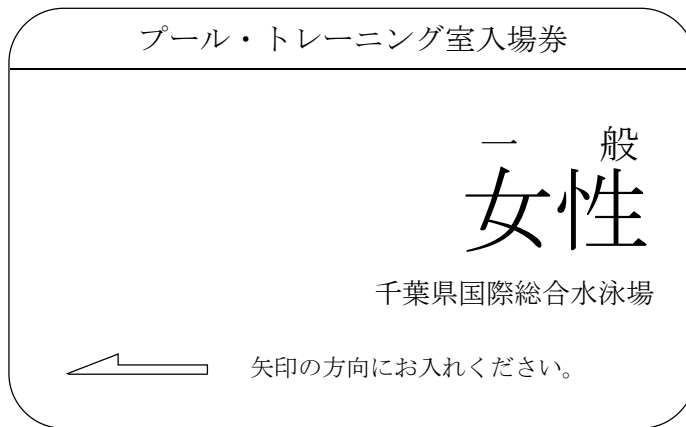 プール・トレーニング室入場券
一　般
女性
千葉県国際総合水泳場
矢印の方向にお入れください。